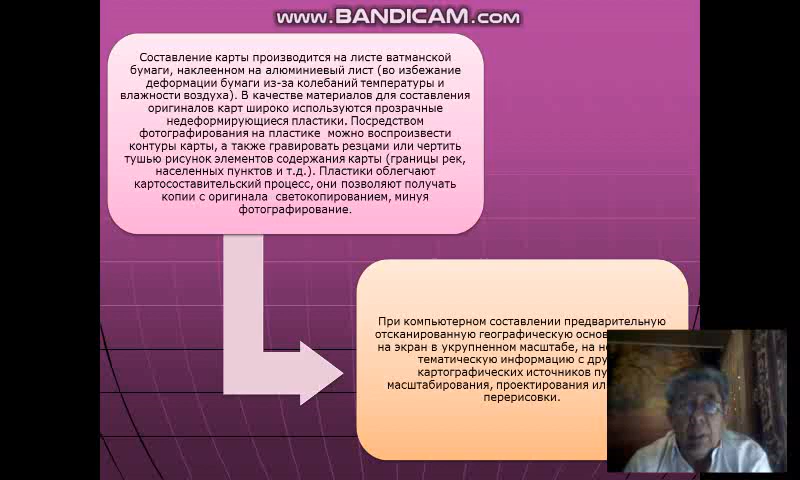 www.BANDICAM.com
Составление карты производится на листе ватманской
бумаги, наклеенном на алюминиевый лист (во избежание
деформации бумаги из-за колебаний температуры и
влажности воздуха). В качестве материалов для составления
оригиналов карт широко используются прозрачные
недеформирующиеся пластики. Посредством
фотографирования на пластике можно воспроизвести
контуры карты, а также гравировать резцами или чертить
тушью рисунок элементов содержания карты (границы рек,
населенных пунктов и т.д.). Пластики облегчают
картосоставительский процесс, они позволяют получать
копии с оригинала светокопированием, минуя
фотографирование.
При компьютерном составлении предварительную
отсканированную географическую
на экран в укрупненном масштабе, на
тематическую информацию с
картографических источников
масштабирования, проектирования
перерисовки.